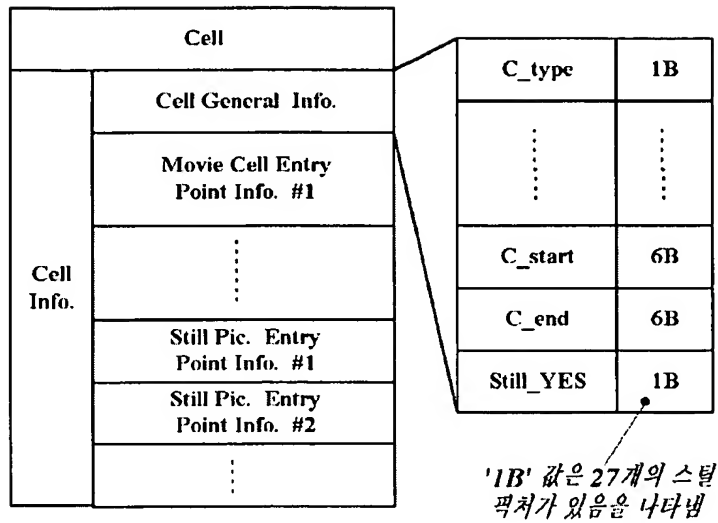 Cell
Cell
Info.
Cell General Info.
Movie Cell Entry
Point Info. #1
Still Pic. Entry
Point Info. #1
Still Pic. Entry
Point Info. #2
C_type 1B
C_start 6B
C_end 6B
Still_YES 1B
'1B' 값은 27개의 스틸
픽처가 있음을 나타냄